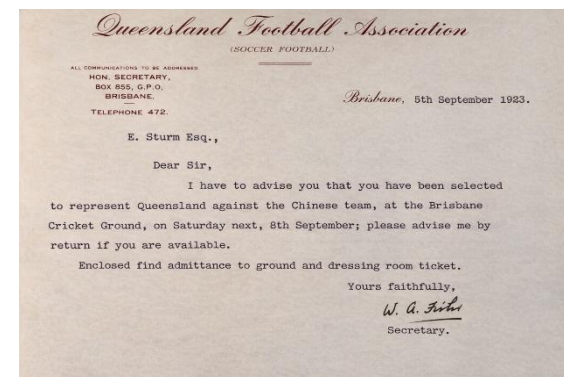 Queensland Football Association
(SOCCER FOOTBALL)
ALL COMMUNICATIONS TO BE ADDRESSED
HON. SECRETARY,
BOX 855, G.P.O.
BRISBANE.
TELEPHONE 472.
Brisbane, 5th September 1923.
E. Sturm Esq.,
Dear Sir,
I have to advise you that you have been selected
to represent Queensland against the Chinese team, at the Brisbane
Cricket Ground, on Saturday next, 8th September; please advise me by
return if you are available.
Enclosed find admittance to ground and dressing room ticket.
Yours faithfully,
W. A.
Secretary.